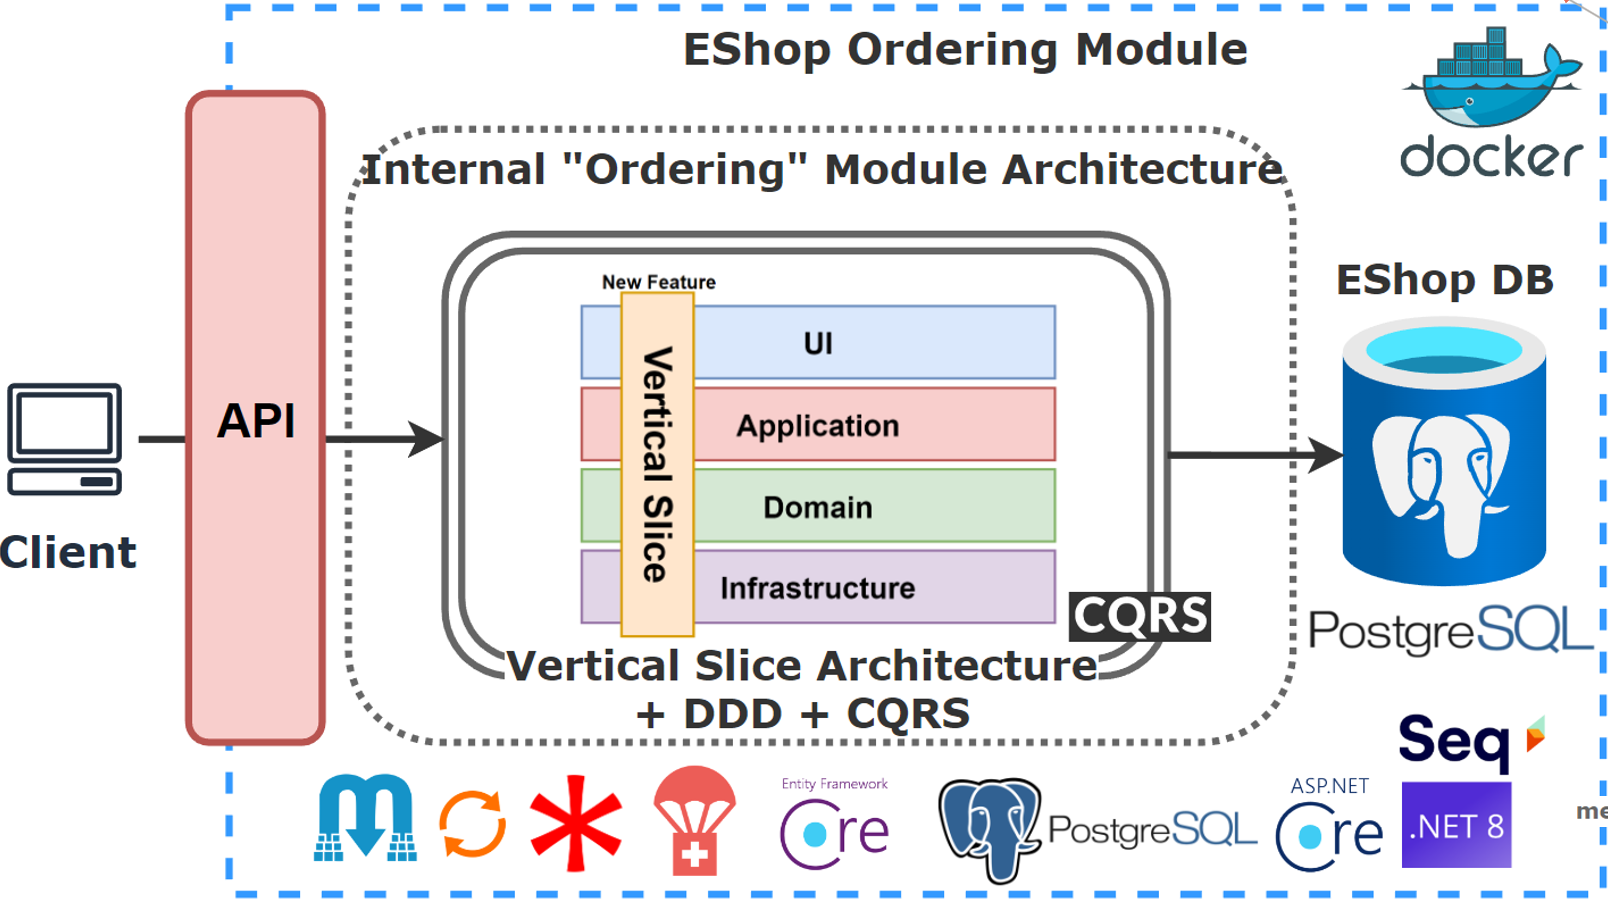 EShop Ordering Module
docker
Internal "Ordering" Module Architecture
New Feature
Vertical Slice
UI
Application
Domain
Infrastructure
CQRS
Vertical Slice Architecture
+ DDD + CQRS
API
Client
EShop DB
PostgreSQL
Seq
Entity Framework
Core
PostgreSQL
ASP.NET
Core
.NET 8
me